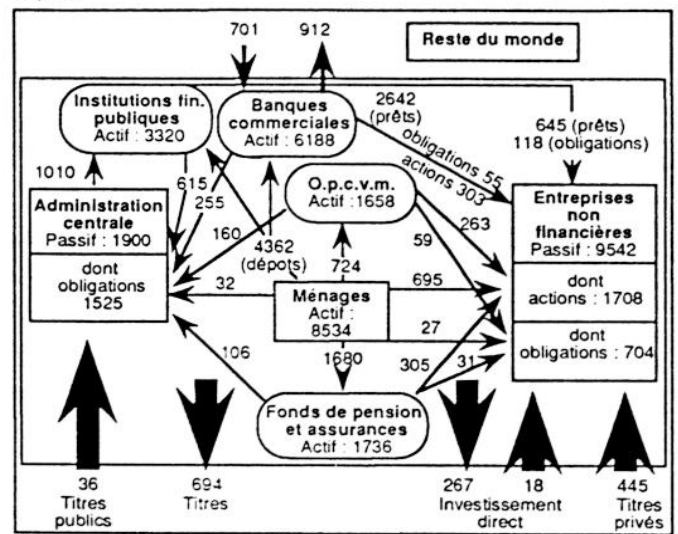 701
912
Reste du monde
Institutions fin.
publiques
Actif : 3320
Banques
commerciales
Actif : 6188
2642
(prêts)
obligations 55
actions 303
645 (prêts)
118 (obligations)
1010
615
255
O.p.c.v.m.
Actif : 1658
Administration
centrale
Passif : 1900
dont
obligations
1525
160
4362
(dépots)
724
263
59
Entreprises
non
financières
Passif : 9542
dont
actions : 1708
dont
obligations : 704
32
Ménages
Actif :
8534
695
27
1680
106
305
31
Fonds de pension
et assurances
Actif : 1736
36
Titres
publics
694
Titres
267
18
Investissement
direct
445
Titres
privés